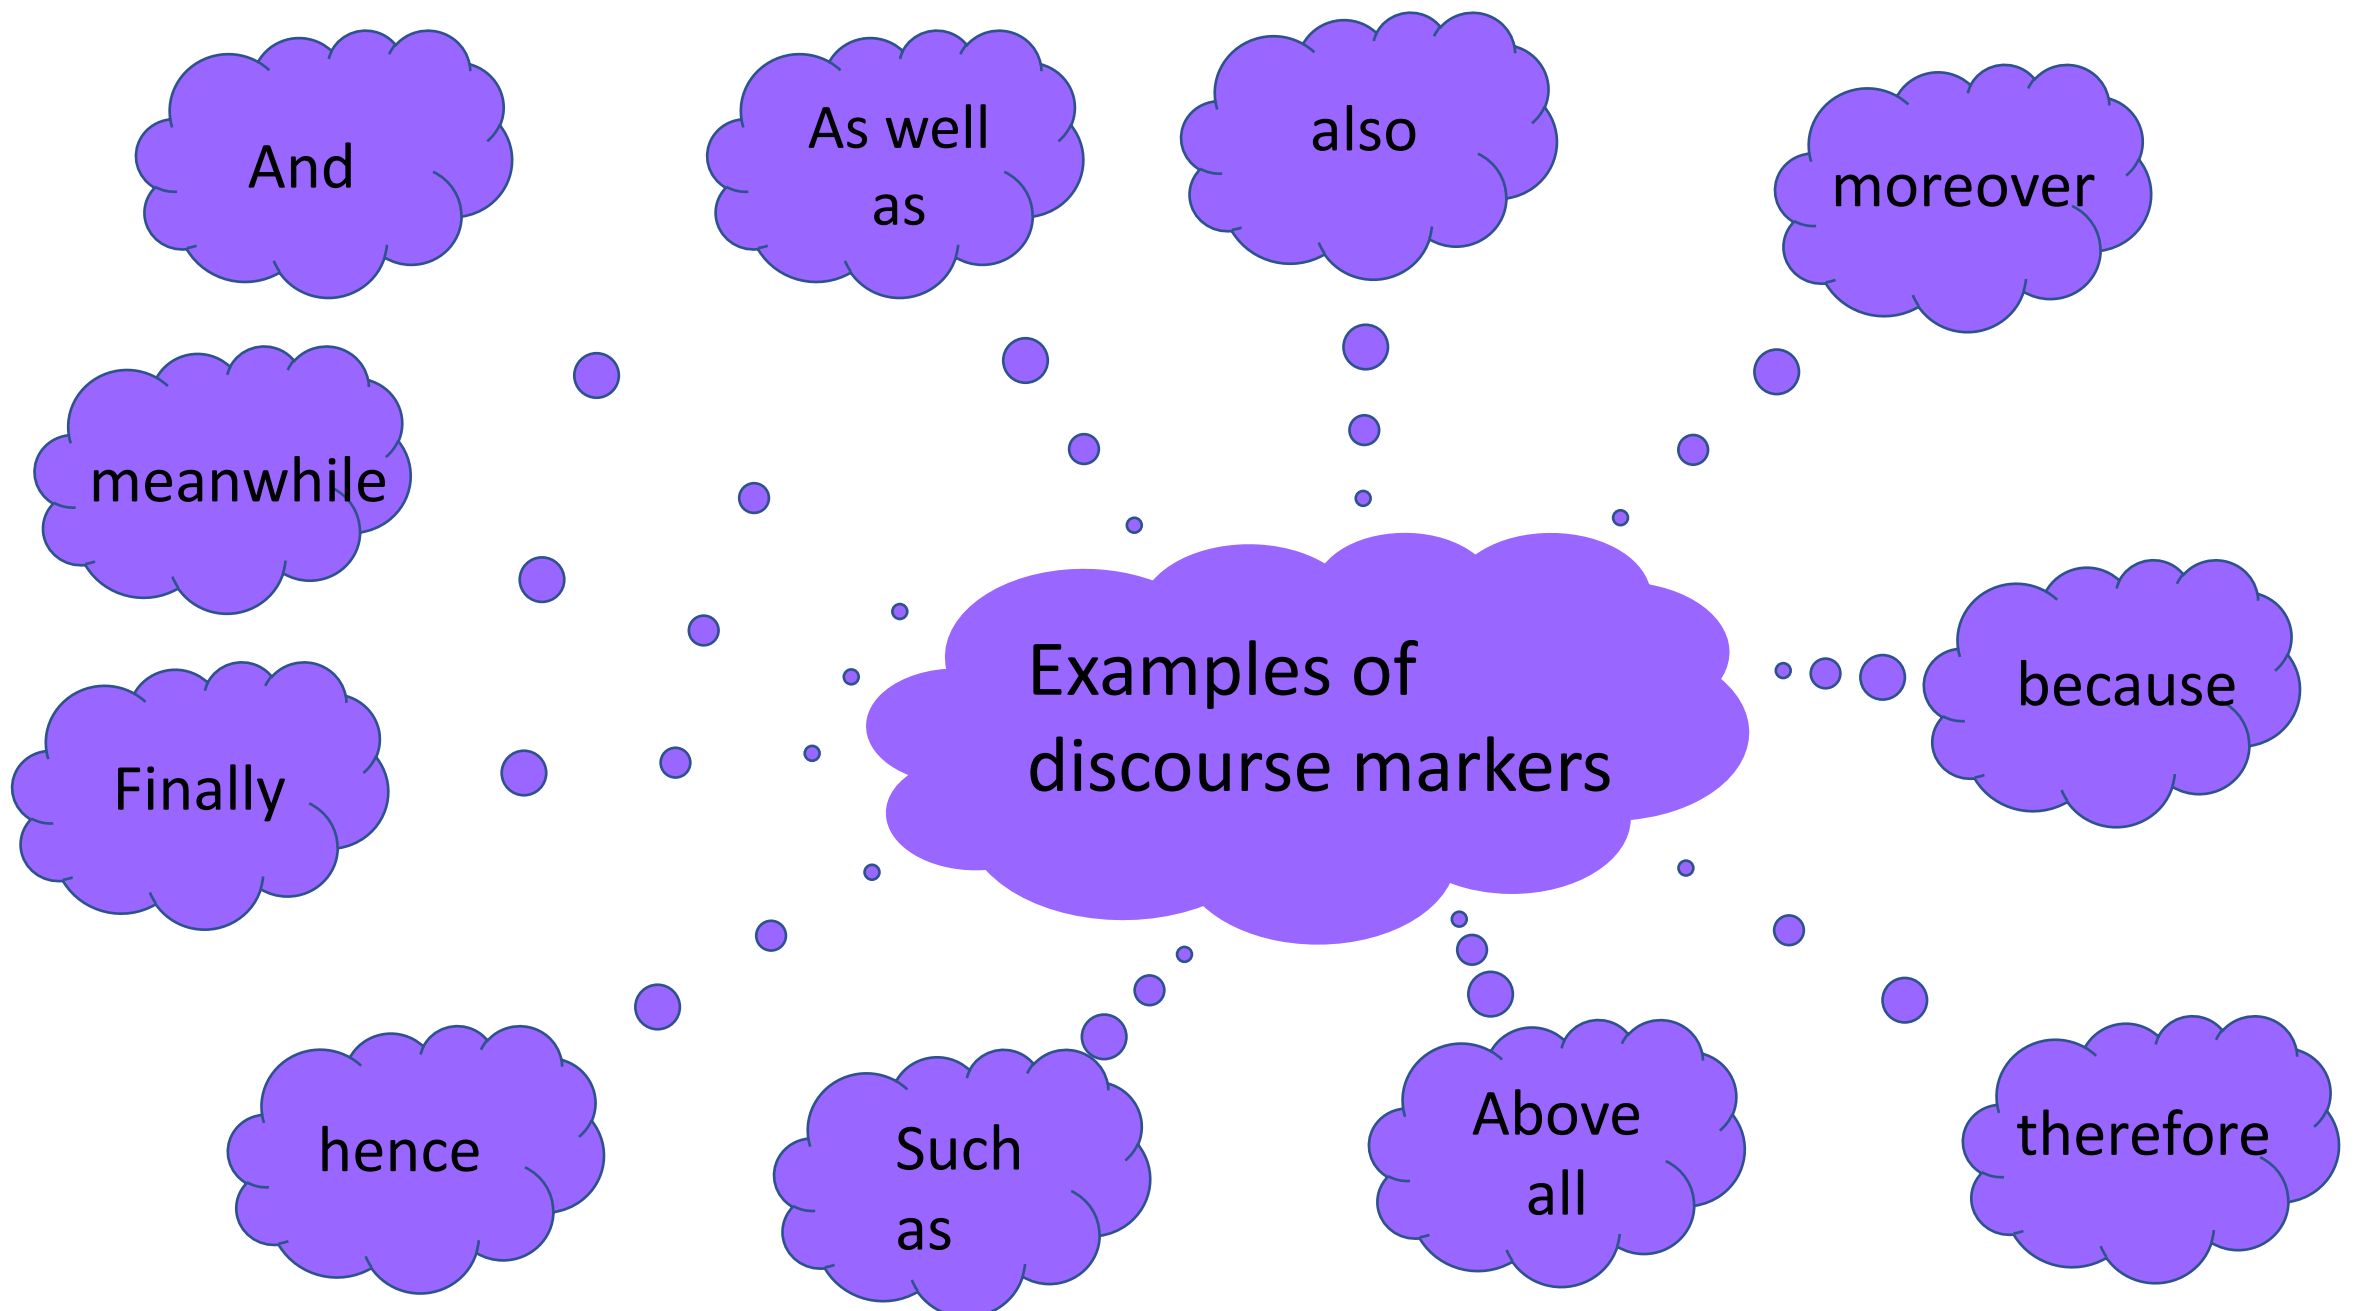 And
As well
as
also
moreover
meanwhile
Examples of
discourse markers
because
Finally
hence
Such
as
Above
all
therefore